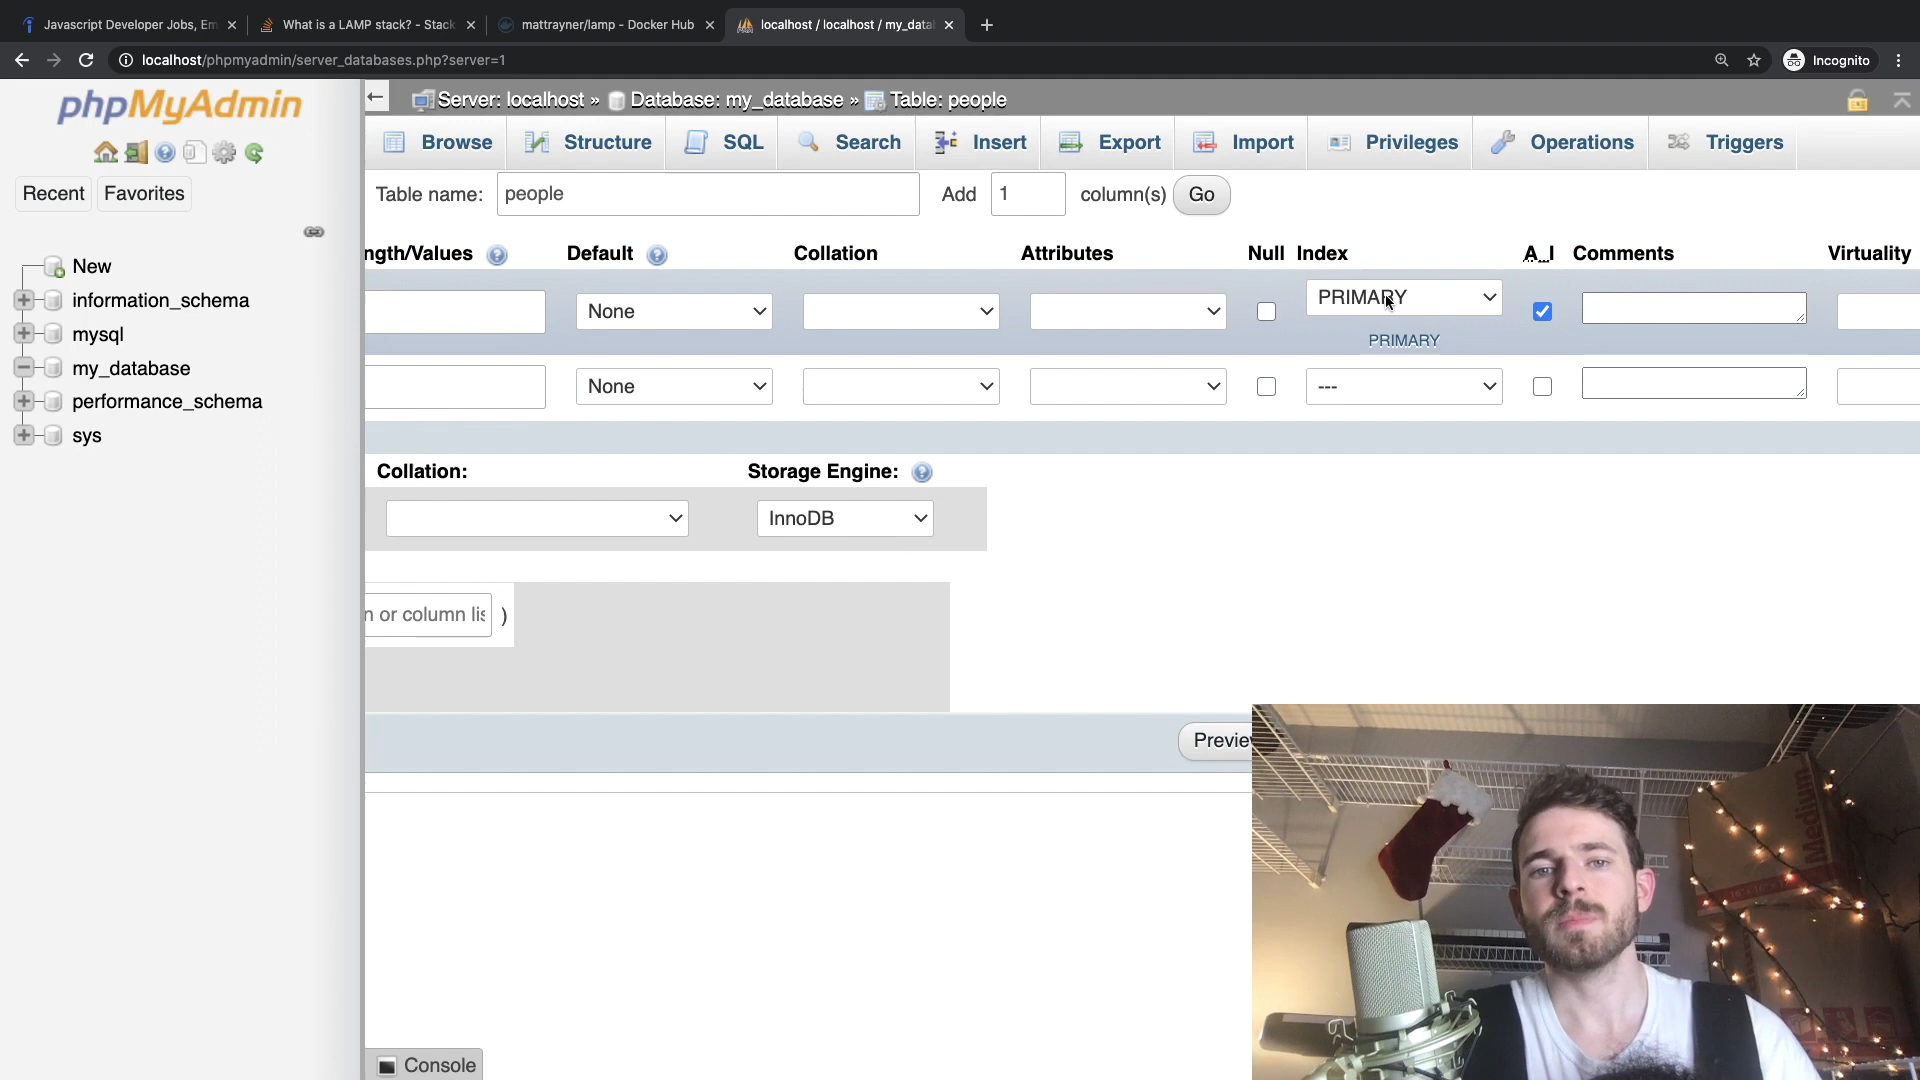 Javascript Developer Jobs, Em
What is a LAMP stack? - Stack
mattrayner/lamp - Docker Hub
localhost / localhost / my_data
localhost/phpmyadmin/server_databases.php?server=1
Incognito
phpMyAdmin
Recent
Favorites
New
information_schema
mysql
my_database
performance_schema
sys
Server: localhost » Database: my_database » Table: people
Browse
Structure
SQL
Search
Insert
Export
Import
Privileges
Operations
Triggers
Table name: people Add 1 column(s) Go
ngth/Values Default Collation Attributes Null Index A_I Comments Virtuality
None PRIMARY
PRIMARY
None ---
Collation: Storage Engine:
InnoDB
n or column lis )
Preview
Medium
Console